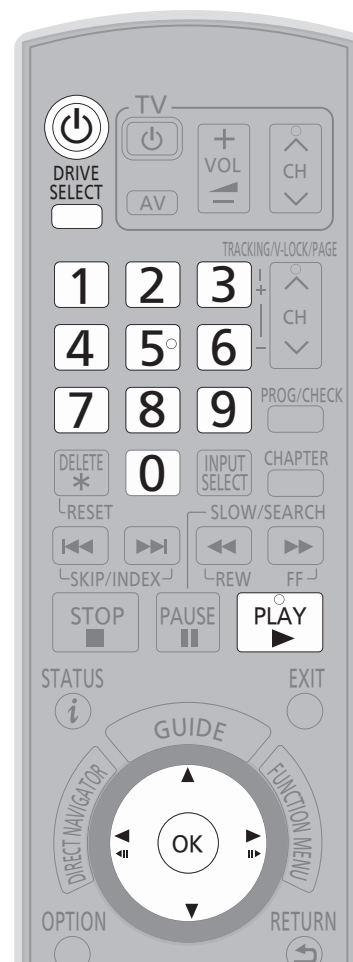 TV
DRIVE
SELECT
AV
+
VOL
−
CH
TRACKING/V-LOCK/PAGE
1 2 3
+
CH
4 5 6
−
7 8 9
PROG/CHECK
DELETE
*
0
INPUT
SELECT
CHAPTER
RESET
SLOW/SEARCH
SKIP/INDEX
REW FF
STOP
PAUSE
PLAY
STATUS
i
EXIT
GUIDE
DIRECT NAVIGATOR
FUNCTION MENU
OK
OPTION
RETURN